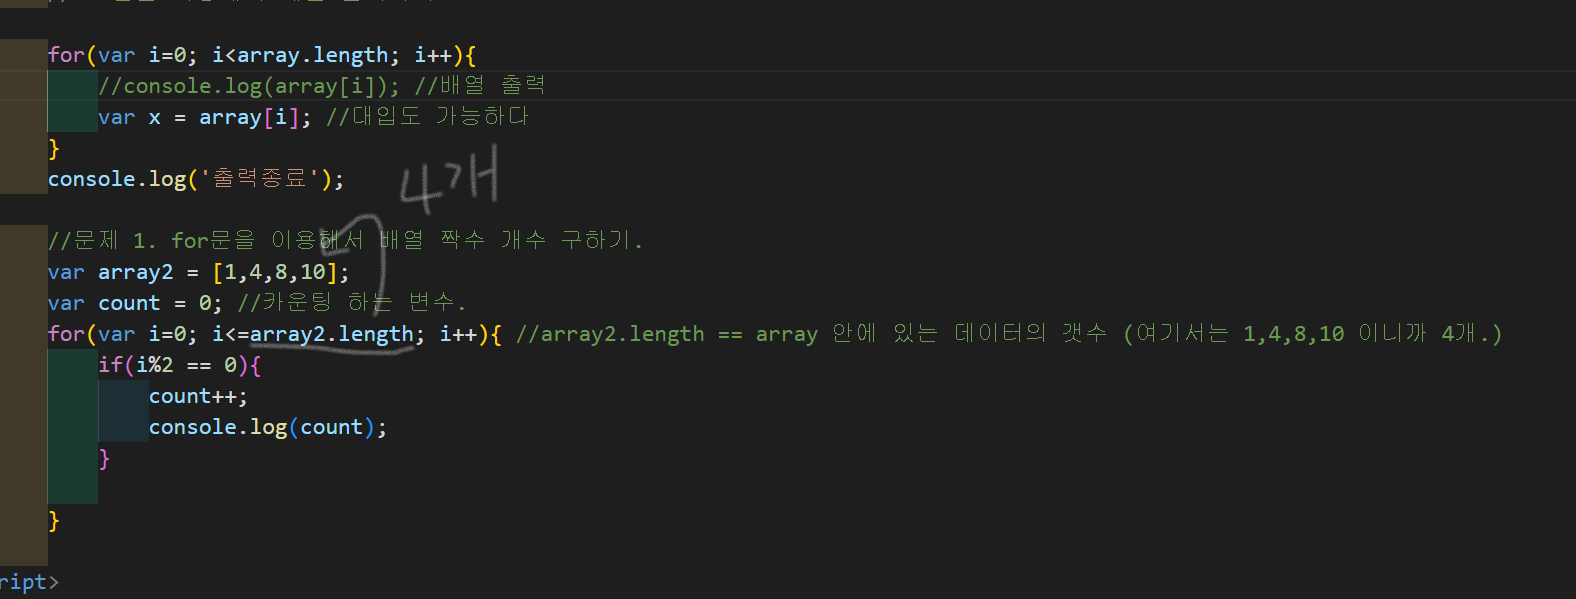 for(var i=0; i<array.length; i++){
//console.log(array[i]); //배열 출력
var x = array[i]; //대입도 가능하다
}
console.log('출력종료');
4개
//문제 1. for문을 이용해서 배열 짝수 개수 구하기.
var array2 = [1,4,8,10];
var count = 0; //카운팅 하는 변수.
for(var i=0; i<=array2.length; i++){ //array2.length == array 안에 있는 데이터의 갯수 (여기서는 1,4,8,10 이니까 4개.)
if(i%2 == 0){
count++;
console.log(count);
}
}
ript>